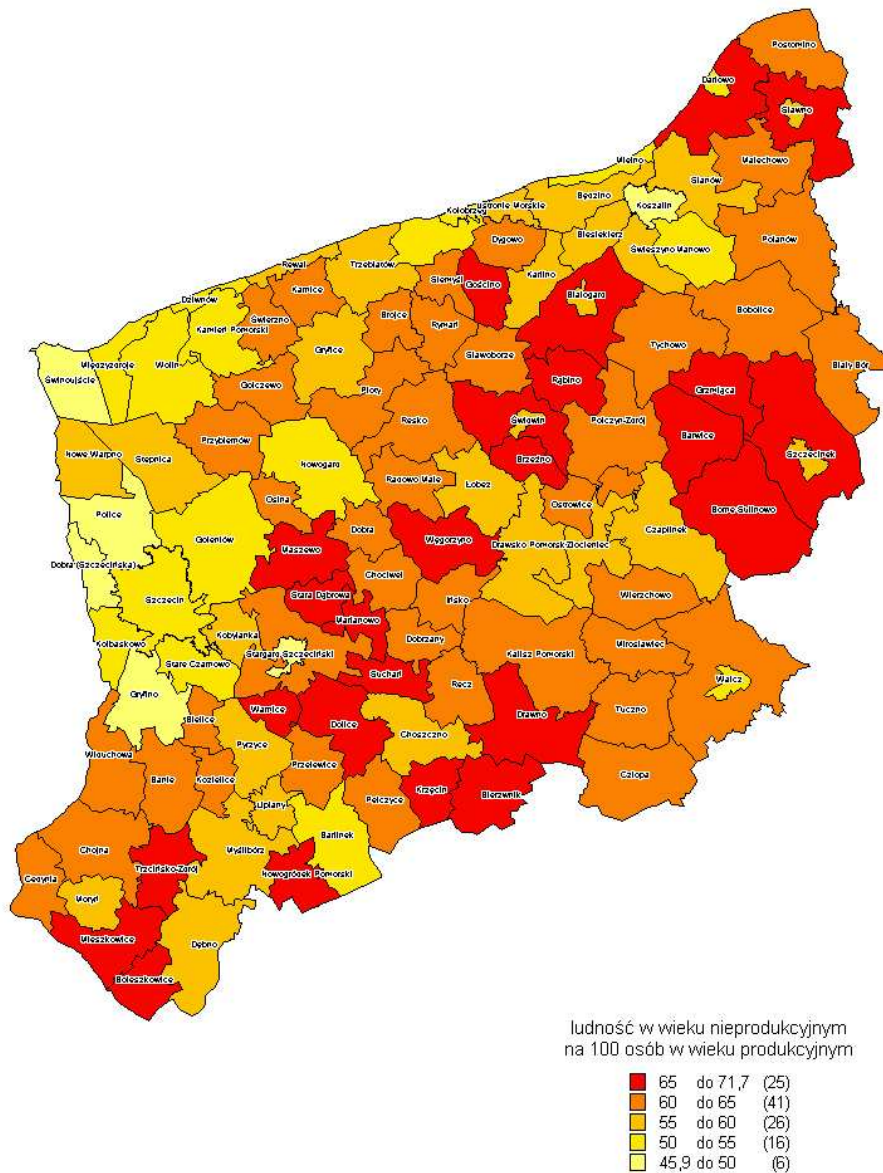 Postomino
Darłowo
Sławno
Malechowo
Mielno
Sianów
Będzino
Koszalin
Ustronie Morskie
Kołobrzeg
Polanów
Dygowo
Biesiekierz
Świeszyno Manowo
Rewal
Trzebiatów
Siemyśl
Gościno
Karlino
Białogard
Karnice
Dziwnów
Bobolice
Świerzno
Brojce
Rymań
Kamień Pomorski
Tychowo
Biały Bór
Gryfice
Sławoborze
Międzyzdroje
Wolin
Świnoujście
Rąbino
Golczewo
Płoty
Grzmiąca
Resko
Świdwin
Połczyn-Zdrój
Barwice
Przybiernów
Nowe Warpno
Stepnica
Brzeżno
Szczecinek
Nowogard
Radowo Małe
Łobez
Osina
Ostrowice
Borne Sulinowo
Police
Dobra
Czaplinek
Goleniów
Węgorzyno
Drawsko Pomorsk
Złocieniec
Maszewo
Dobra (Szczecińska)
Chociwel
Szczecin
Stara Dąbrowa
Ińsko
Wierzchowo
Marianowo
Kołbaskowo
Kobylanka
Dobrzany
Mirosławiec
Stargard Szczeciński
Kalisz Pomorski
Stare Czarnowo
Suchań
Recz
Wałcz
Gryfino
Bielice
Warnice
Dolice
Drawno
Tuczno
Choszczno
Pyrzyce
Widuchowa
Banie
Kozielice
Przelewice
Człopa
Pełczyce
Krzęcin
Bierzwnik
Lipiany
Barlinek
Chojna
Myślibórz
Trzcińsko-Zdrój
Nowogródek Pomorski
Cedynia
Moryń
Mieszkowice
Dębno
Boleszkowice
ludność w wieku nieprodukcyjnym
na 100 osób w wieku produkcyjnym
65 do 71,7 (25)
60 do 65 (41)
55 do 60 (26)
50 do 55 (16)
45,9 do 50 (6)